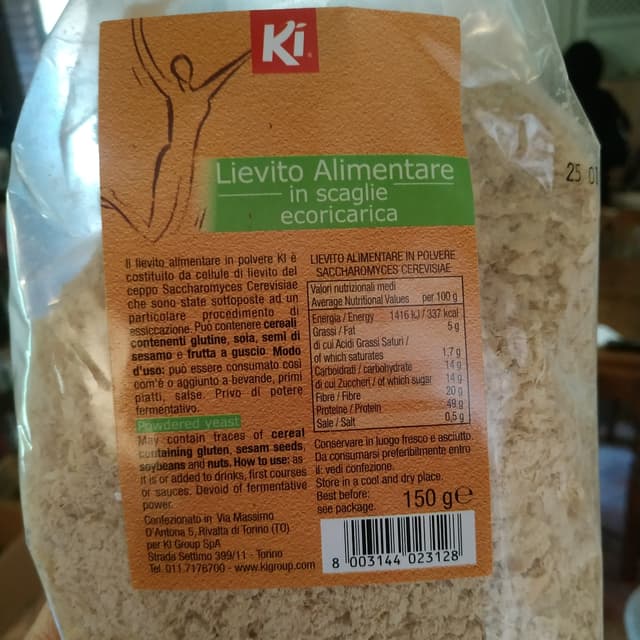 Ki
Lievito Alimentare
in scaglie
ecoricarica
Il lievito alimentare in polvere KI è
costituito da cellule di lievito del
ceppo Saccharomyces Cerevisiae
che sono state sottoposte ad un
particolare procedimento di
essiccazione. Può contenere cereali
contenenti glutine, soia, semi di
sesamo e frutta a guscio. Modo
d'uso: può essere consumato così
com'è o aggiunto a bevande, primi
piatti, salse. Privo di potere
fermentativo.
Powdered yeast
May contain traces of cereal
containing gluten, sesam seeds,
soybeans and nuts. How to use: as
it is or added to drinks, first courses
or sauces. Devoid of fermentative
power.
Confezionato in Via Massimo
D'Antona 5, Rivalta di Torino (TO)
per KI Group SpA
Strada Settimo 399/11 - Torino
Tel. 011.7176700 - www.kigroup.com
LIEVITO ALIMENTARE IN POLVERE
SACCHAROMYCES CEREVISIAE
Valori nutrizionali medi
Average Nutritional Values per 100 g
Energia / Energy 1416 kJ / 337 kcal
Grassi / Fat 5 g
di cui Acidi Grassi Saturi /
of which saturates 1,7 g
Carboidrati / carbohydrate 14 g
di cui Zuccheri / of which sugar 14 g
Fibre / Fibre 20 g
Proteine / Protein 49 g
Sale / Salt 0,5 g
Conservare in luogo fresco e asciutto.
Da consumarsi preferibilmente entro
il: vedi confezione.
Store in a cool and dry place.
Best before:
see package.
150 g e
8 003144 023128
25 01